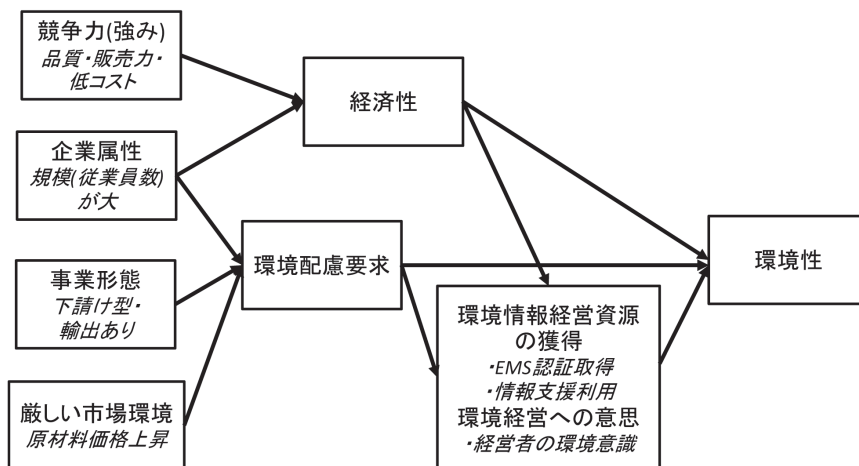 競争力(強み)
品質・販売力・
低コスト
企業属性
規模(従業員数)
が大
事業形態
下請け型・
輸出あり
厳しい市場環境
原材料価格上昇
経済性
環境配慮要求
環境情報経営資源
の獲得
・EMS認証取得
・情報支援利用
環境経営への意思
・経営者の環境意識
環境性